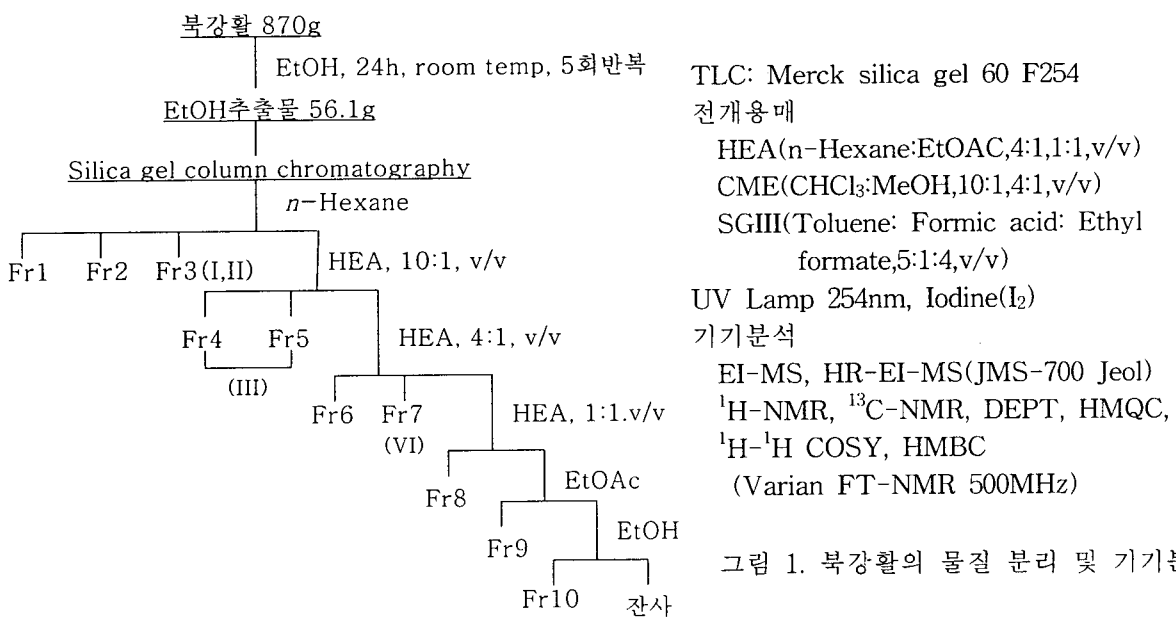 북강활 870g
EtOH, 24h, room temp, 5회반복
EtOH추출물 56.1g
Silica gel column chromatography
n-Hexane
Fr1 Fr2 Fr3(I,II) HEA, 10:1, v/v
Fr4 Fr5 HEA, 4:1, v/v
(III)
Fr6 Fr7 HEA, 1:1.v/v
(VI)
Fr8 EtOAc
Fr9 EtOH
Fr10 잔사
TLC: Merck silica gel 60 F254
전개용매
HEA(n-Hexane:EtOAC,4:1,1:1,v/v)
CME(CHCl₃:MeOH,10:1,4:1,v/v)
SGIII(Toluene: Formic acid: Ethyl
formate,5:1:4,v/v)
UV Lamp 254nm, Iodine(I₂)
기기분석
EI-MS, HR-EI-MS(JMS-700 Jeol)
¹H-NMR, ¹³C-NMR, DEPT, HMQC,
¹H-¹H COSY, HMBC
(Varian FT-NMR 500MHz)
그림 1. 북강활의 물질 분리 및 기기분